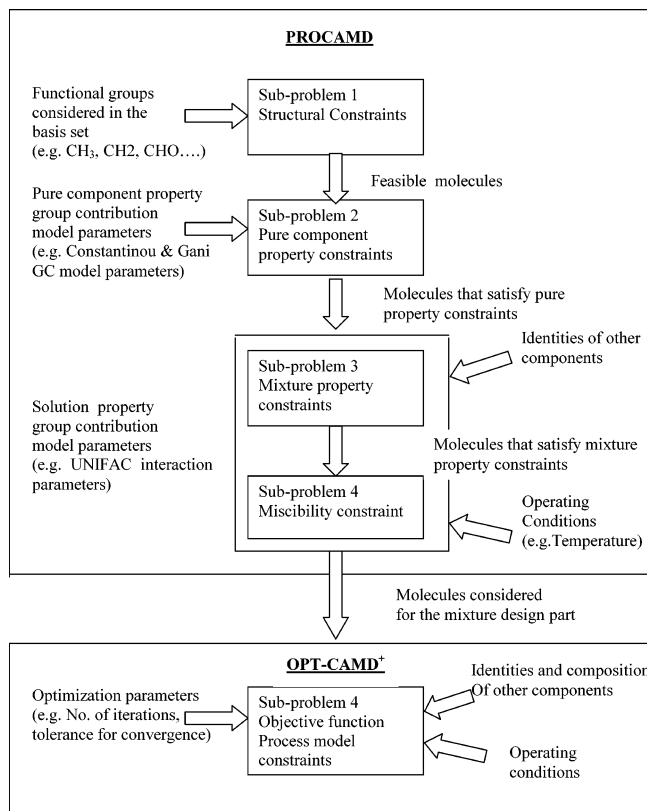 PROCAMD
Functional groups
considered in the
basis set
(e.g. CH₃, CH2, CHO….)
Sub-problem 1
Structural Constraints
Feasible molecules
Pure component property
group contribution
model parameters
(e.g. Constantinou & Gani
GC model parameters)
Sub-problem 2
Pure component
property constraints
Molecules that satisfy pure
property constraints
Identities of other
components
Sub-problem 3
Mixture property
constraints
Solution property
group contribution
model parameters
(e.g. UNIFAC interaction
parameters)
Molecules that satisfy mixture
property constraints
Sub-problem 4
Miscibility constraint
Operating
Conditions
(e.g.Temperature)
Molecules considered
for the mixture design part
OPT-CAMD⁺
Optimization parameters
(e.g. No. of iterations,
tolerance for convergence)
Sub-problem 4
Objective function
Process model
constraints
Identities and composition
Of other components
Operating
conditions